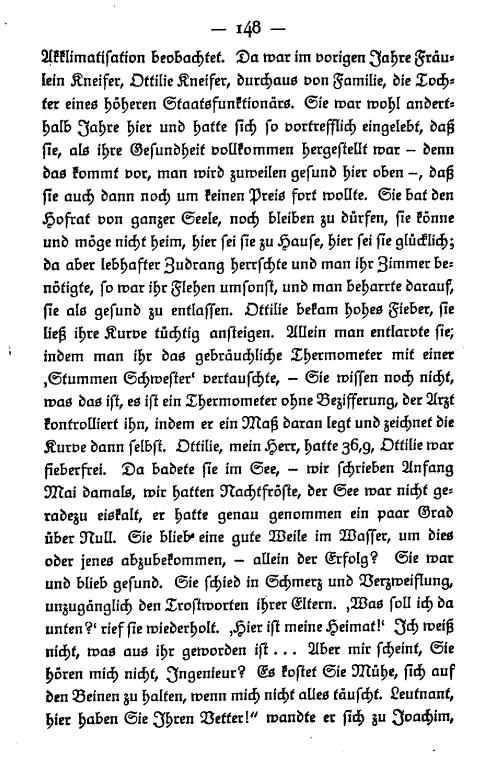 — 148 —
Akklimatisation beobachtet. Da war im vorigen Jahre Fräu-
lein Kneifer, Ottilie Kneifer, durchaus von Familie, die Toch-
ter eines höheren Staatsfunktionärs. Sie war wohl andert-
halb Jahre hier und hatte sich so vortrefflich eingelebt, daß
sie, als ihre Gesundheit vollkommen hergestellt war – denn
das kommt vor, man wird zuweilen gesund hier oben –, daß
sie auch dann noch um keinen Preis fort wollte. Sie bat den
Hofrat von ganzer Seele, noch bleiben zu dürfen, sie könne
und möge nicht heim, hier sei sie zu Hause, hier sei sie glücklich;
da aber lebhafter Zudrang herrschte und man ihr Zimmer be-
nötigte, so war ihr Flehen umsonst, und man beharrte darauf,
sie als gesund zu entlassen. Ottilie bekam hohes Fieber, sie
ließ ihre Kurve tüchtig ansteigen. Allein man entlarvte sie;
indem man ihr das gebräuchliche Thermometer mit einer
‚Stummen Schwester‘ vertauschte, – Sie wissen noch nicht,
was das ist, es ist ein Thermometer ohne Bezifferung, der Arzt
kontrolliert ihn, indem er ein Maß daran legt und zeichnet die
Kurve dann selbst. Ottilie, mein Herr, hatte 36,9, Ottilie war
fieberfrei. Da badete sie im See, – wir schrieben Anfang
Mai damals, wir hatten Nachtfröste, der See war nicht ge-
radezu eiskalt, er hatte genau genommen ein paar Grad
über Null. Sie blieb eine gute Weile im Wasser, um dies
oder jenes abzubekommen, – allein der Erfolg? Sie war
und blieb gesund. Sie schied in Schmerz und Verzweiflung,
unzugänglich den Trostworten ihrer Eltern. ‚Was soll ich da
unten?‘ rief sie wiederholt. ‚Hier ist meine Heimat!‘ Ich weiß
nicht, was aus ihr geworden ist... Aber mir scheint, Sie
hören mich nicht, Ingenieur? Es kostet Sie Mühe, sich auf
den Beinen zu halten, wenn mich nicht alles täuscht. Leutnant,
hier haben Sie Ihren Vetter!“ wandte er sich zu Joachim,